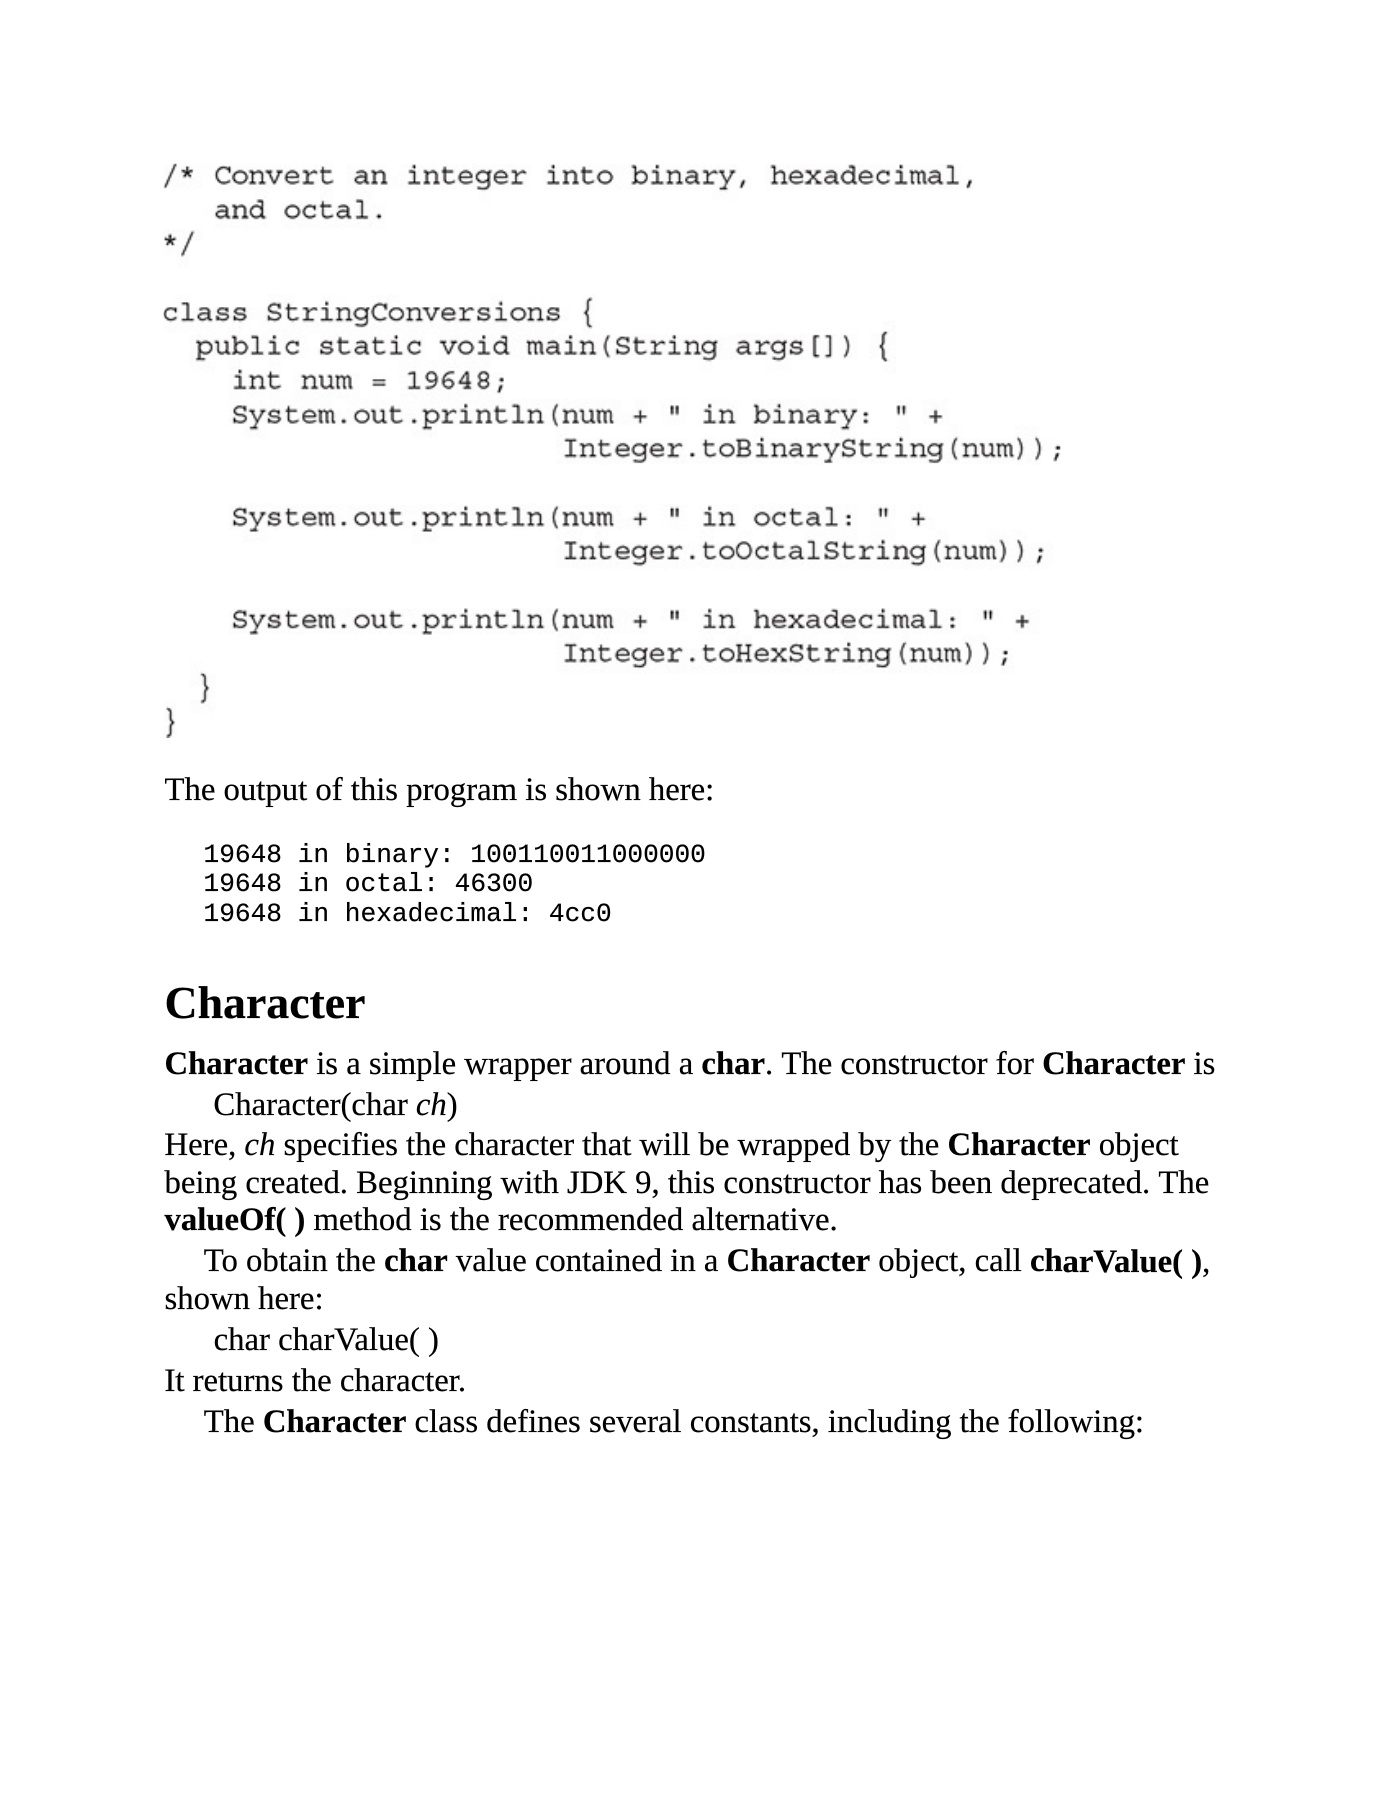 /* Convert an integer into binary, hexadecimal,
   and octal.
*/
class StringConversions {
  public static void main(String args[]) {
    int num = 19648;
    System.out.println(num + " in binary: " +
                       Integer.toBinaryString(num));
    System.out.println(num + " in octal: " +
                       Integer.toOctalString(num));
    System.out.println(num + " in hexadecimal: " +
                       Integer.toHexString(num));
  }
}
The output of this program is shown here:
19648 in binary: 100110011000000
19648 in octal: 46300
19648 in hexadecimal: 4cc0
Character
Character is a simple wrapper around a char. The constructor for Character is
Character(char ch)
Here, ch specifies the character that will be wrapped by the Character object
being created. Beginning with JDK 9, this constructor has been deprecated. The
valueOf( ) method is the recommended alternative.
To obtain the char value contained in a Character object, call charValue( ),
shown here:
char charValue( )
It returns the character.
The Character class defines several constants, including the following: